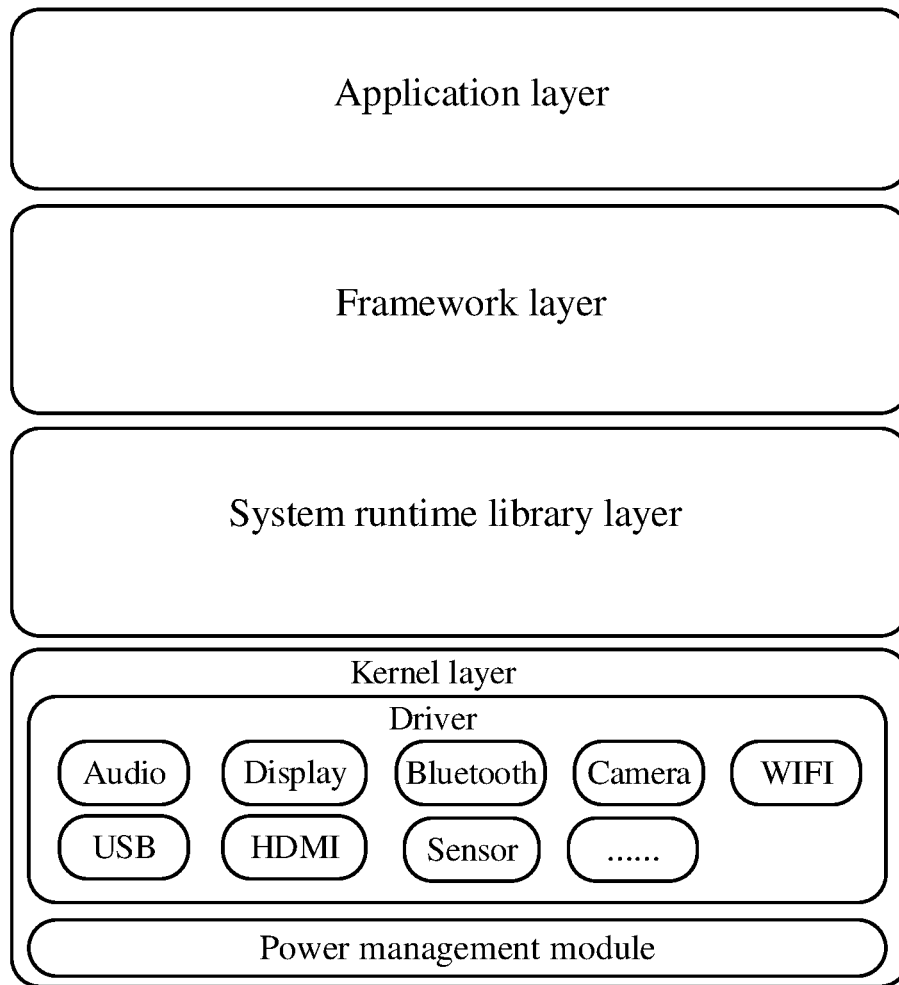 Application layer
Framework layer
System runtime library layer
Kernel layer
Driver
Audio Display Bluetooth Camera WIFI
USB HDMI Sensor ......
Power management module